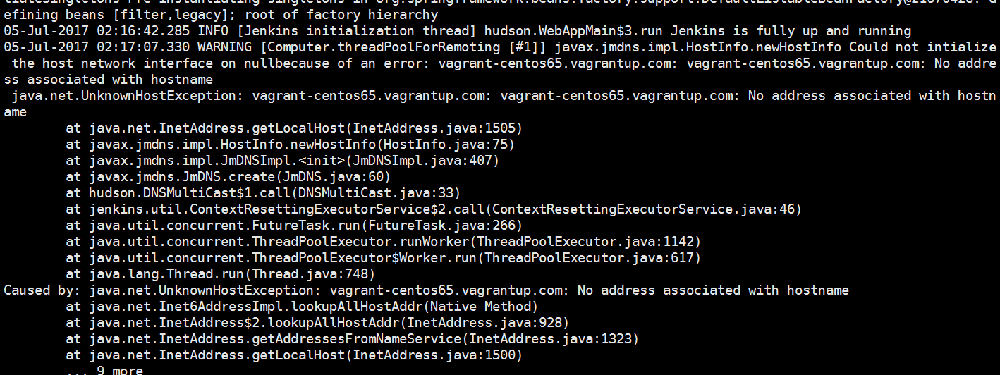 efining beans [filter,legacy]; root of factory hierarchy
05-Jul-2017 02:16:42.285 INFO [Jenkins initialization thread] hudson.WebAppMain$3.run Jenkins is fully up and running
05-Jul-2017 02:17:07.330 WARNING [Computer.threadPoolForRemoting [#1]] javax.jmdns.impl.HostInfo.newHostInfo Could not intialize
the host network interface on nullbecause of an error: vagrant-centos65.vagrantup.com: vagrant-centos65.vagrantup.com: No addre
ss associated with hostname
java.net.UnknownHostException: vagrant-centos65.vagrantup.com: vagrant-centos65.vagrantup.com: No address associated with hostn
ame
at java.net.InetAddress.getLocalHost(InetAddress.java:1505)
at javax.jmdns.impl.HostInfo.newHostInfo(HostInfo.java:75)
at javax.jmdns.impl.JmDNSImpl.<init>(JmDNSImpl.java:407)
at javax.jmdns.JmDNS.create(JmDNS.java:60)
at hudson.DNSMultiCast$1.call(DNSMultiCast.java:33)
at jenkins.util.ContextResettingExecutorService$2.call(ContextResettingExecutorService.java:46)
at java.util.concurrent.FutureTask.run(FutureTask.java:266)
at java.util.concurrent.ThreadPoolExecutor.runWorker(ThreadPoolExecutor.java:1142)
at java.util.concurrent.ThreadPoolExecutor$Worker.run(ThreadPoolExecutor.java:617)
at java.lang.Thread.run(Thread.java:748)
Caused by: java.net.UnknownHostException: vagrant-centos65.vagrantup.com: No address associated with hostname
at java.net.Inet6AddressImpl.lookupAllHostAddr(Native Method)
at java.net.InetAddress$2.lookupAllHostAddr(InetAddress.java:928)
at java.net.InetAddress.getAddressesFromNameService(InetAddress.java:1323)
at java.net.InetAddress.getLocalHost(InetAddress.java:1500)
... 9 more